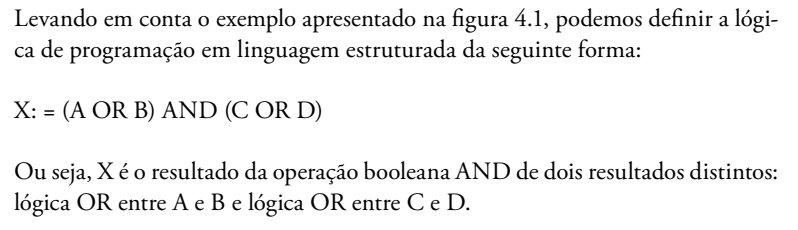 Levando em conta o exemplo apresentado na figura 4.1, podemos definir a lógi-
ca de programação em linguagem estruturada da seguinte forma:
X: = (A OR B) AND (C OR D)
Ou seja, X é o resultado da operação booleana AND de dois resultados distintos:
lógica OR entre A e B e lógica OR entre C e D.